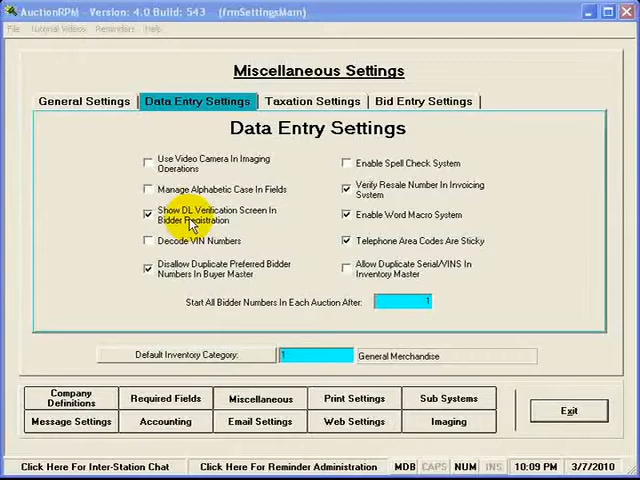 AuctionRPM - Version: 4.0 Build: 543 (frmSettingsMain)
File Tutorial Videos Reminders Help
Miscellaneous Settings
General Settings Data Entry Settings Taxation Settings Bid Entry Settings
Data Entry Settings
Use Video Camera In Imaging
Operations
Enable Spell Check System
Manage Alphabetic Case In Fields
Verify Resale Number In Invoicing
System
Show DL Verification Screen In
Bidder Registration
Enable Word Macro System
Decode VIN Numbers
Telephone Area Codes Are Sticky
Disallow Duplicate Preferred Bidder
Numbers In Buyer Master
Allow Duplicate Serial/VINS In
Inventory Master
Start All Bidder Numbers In Each Auction After: 1
Default Inventory Category: 1 General Merchandise
Company
Definitions
Required Fields Miscellaneous Print Settings Sub Systems
Message Settings Accounting Email Settings Web Settings Imaging
Exit
Click Here For Inter-Station Chat Click Here For Reminder Administration MDB CAPS NUM INS 10:09 PM 3/7/2010